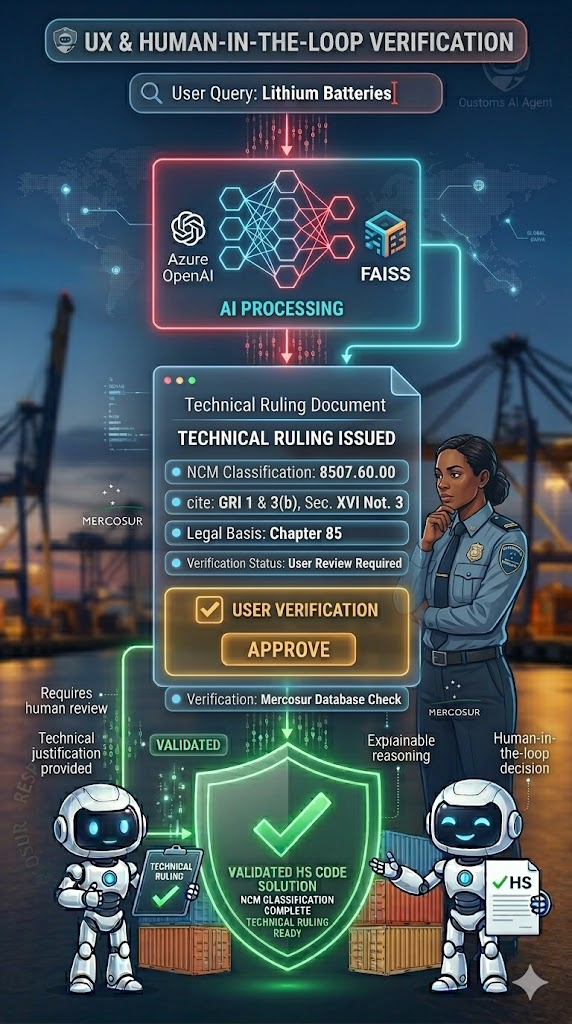 UX & HUMAN-IN-THE-LOOP VERIFICATION
User Query: Lithium Batteries
Oustoms AI Agent
Azure
OpenAI
FAISS
AI PROCESSING
Technical Ruling Document
TECHNICAL RULING ISSUED
NCM Classification: 8507.60.00
cite: GRI 1 & 3(b), Sec. XVI Not. 3
Legal Basis: Chapter 85
Verification Status: User Review Required
MERCOSUR
USER VERIFICATION
APPROVE
Verification: Mercosur Database Check
MERCOSUR
Requires
human review
Technical
justification
provided
VALIDATED
Expainable
reasoning
Human-in-
the-loop
decision
TECHNICAL
RULING
VALIDATED HS CODE
SOLUTION
NCM CLASSIFICATION
COMPLETE
TECHNICAL RULING
READY
HS